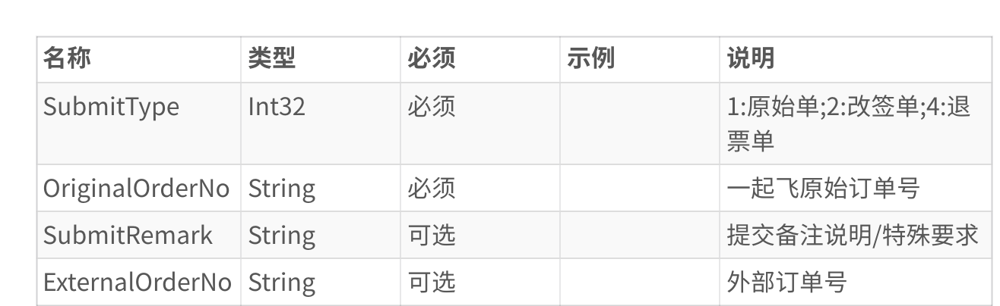 名称 类型 必须 示例 说明
SubmitType Int32 必须 1:原始单;2:改签单;4:退
票单
OriginalOrderNo String 必须 一起飞原始订单号
SubmitRemark String 可选 提交备注说明/特殊要求
ExternalOrderNo String 可选 外部订单号